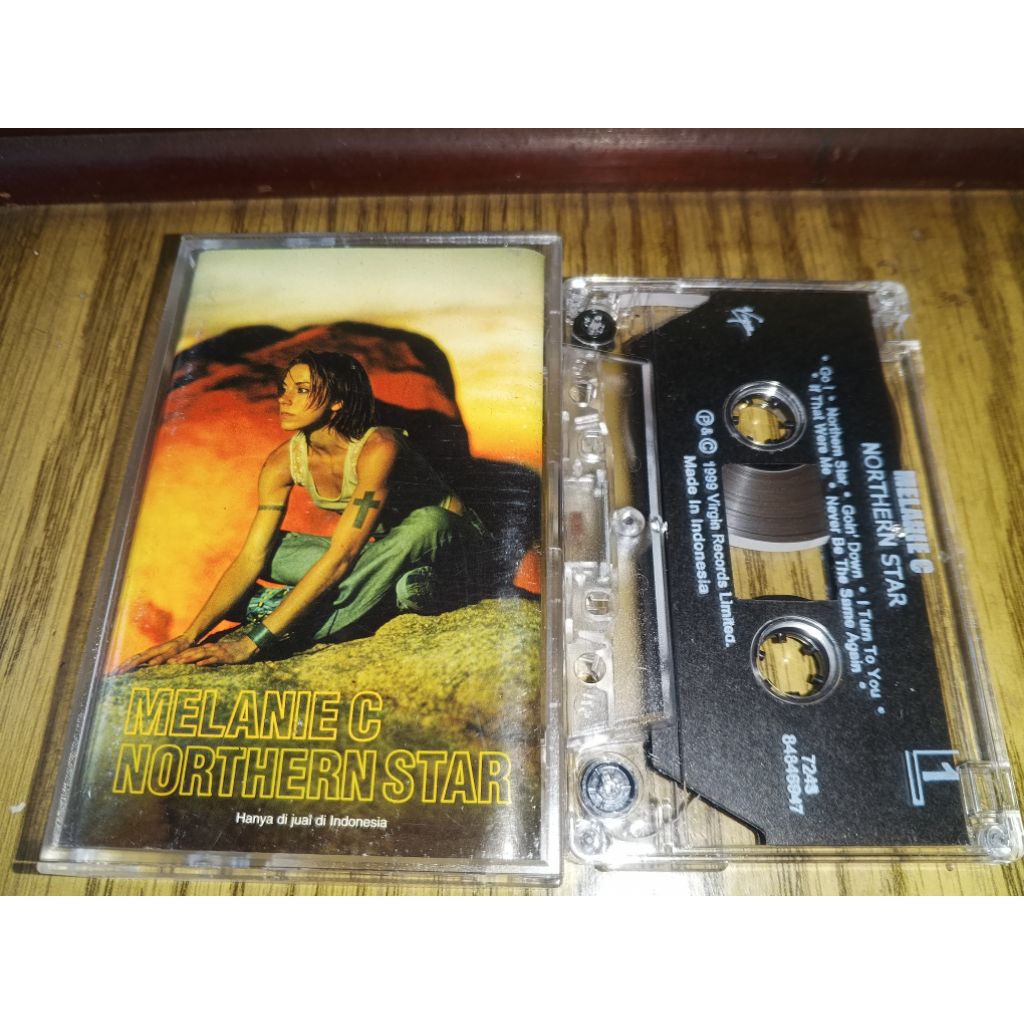 MELANIE C
NORTHERN STAR
Hanya di jual di Indonesia
Virgin
MELANIE C
NORTHERN STAR
• Go ! • Northern Star • Goin' Down • I Turn To You •
• If That Were Me • Never Be The Same Again •
℗ & © 1999 Virgin Records Limited.
Made In Indonesia
1
7243